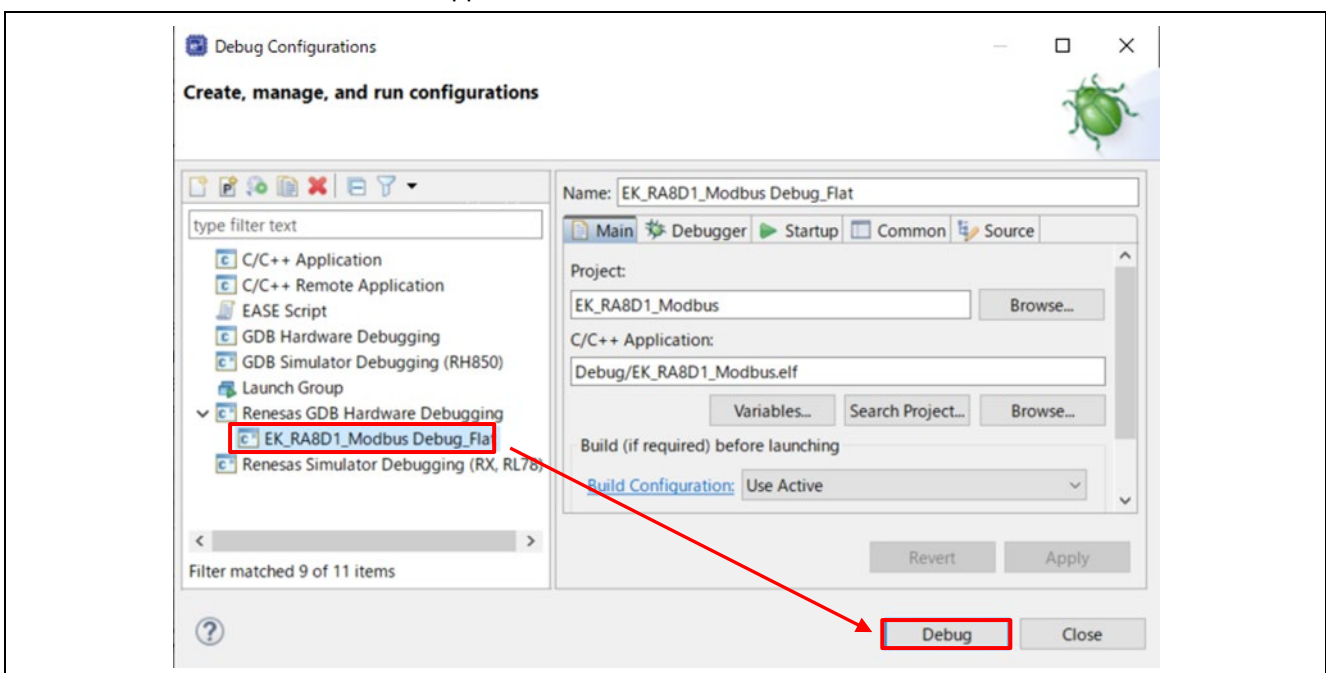 Debug Configurations
Create, manage, and run configurations
type filter text
C/C++ Application
C/C++ Remote Application
EASE Script
GDB Hardware Debugging
GDB Simulator Debugging (RH850)
Launch Group
Renesas GDB Hardware Debugging
EK_RA8D1_Modbus Debug_Flat
Renesas Simulator Debugging (RX, RL78)
Filter matched 9 of 11 items
Name: EK_RA8D1_Modbus Debug_Flat
Main Debugger Startup Common Source
Project:
EK_RA8D1_Modbus Browse...
C/C++ Application:
Debug/EK_RA8D1_Modbus.elf
Variables... Search Project... Browse...
Build (if required) before launching
Build Configuration: Use Active
Revert Apply
Debug Close